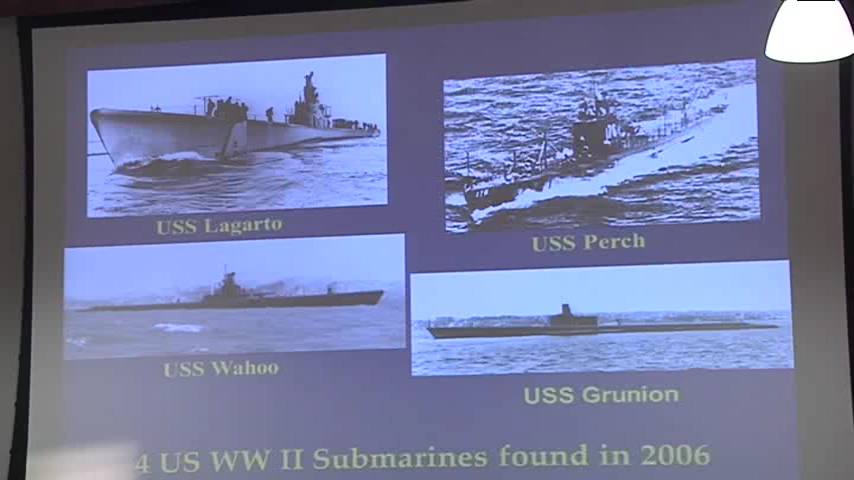 USS Lagarto
USS Perch
USS Wahoo
USS Grunion
4 US WW II Submarines found in 2006